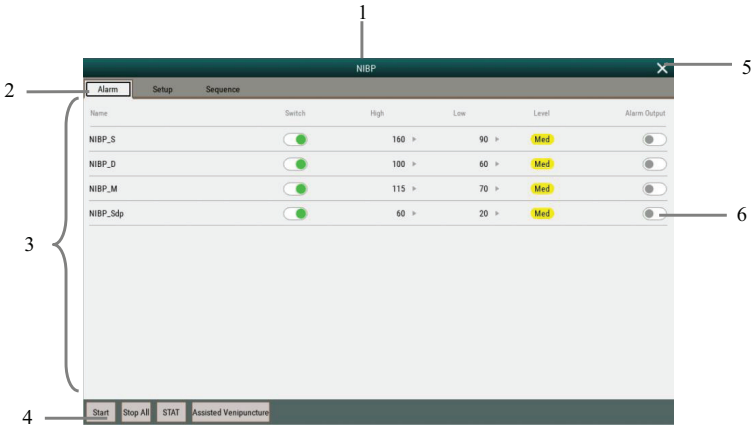 1
NIBP
5
2
Alarm Setup Sequence
Name Switch High Low Level Alarm Output
NIBP_S 160 90 Med
NIBP_D 100 60 Med
NIBP_M 115 70 Med
NIBP_Sdp 60 20 Med
6
3
4
Start Stop All STAT Assisted Venipuncture